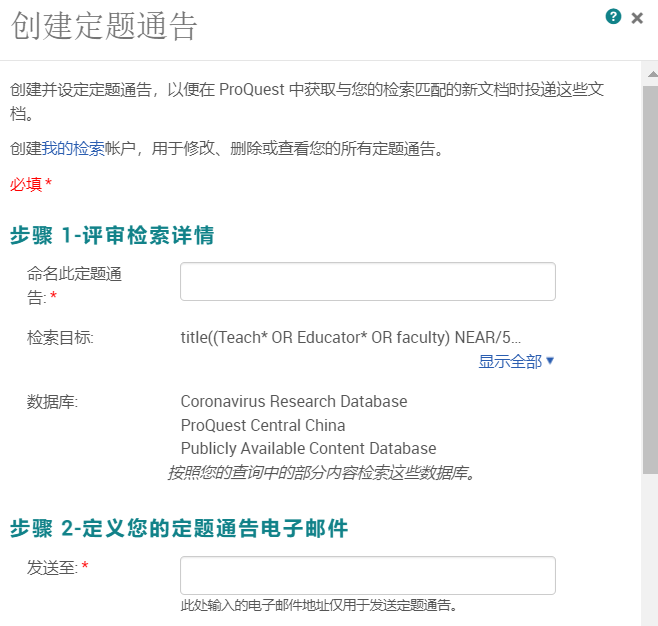 创建定题通告
创建并设定定题通告，以便在 ProQuest 中获取与您的检索匹配的新文档时投递这些文
档。
创建我的检索帐户，用于修改、删除或查看您的所有定题通告。
必填 *
步骤 1-评审检索详情
命名此定题通
告: *
检索目标:
title((Teach* OR Educator* OR faculty) NEAR/5...
显示全部
数据库:
Coronavirus Research Database
ProQuest Central China
Publicly Available Content Database
按照您的查询中的部分内容检索这些数据库。
步骤 2-定义您的定题通告电子邮件
发送至: *
此处输入的电子邮件地址仅用于发送定题通告。